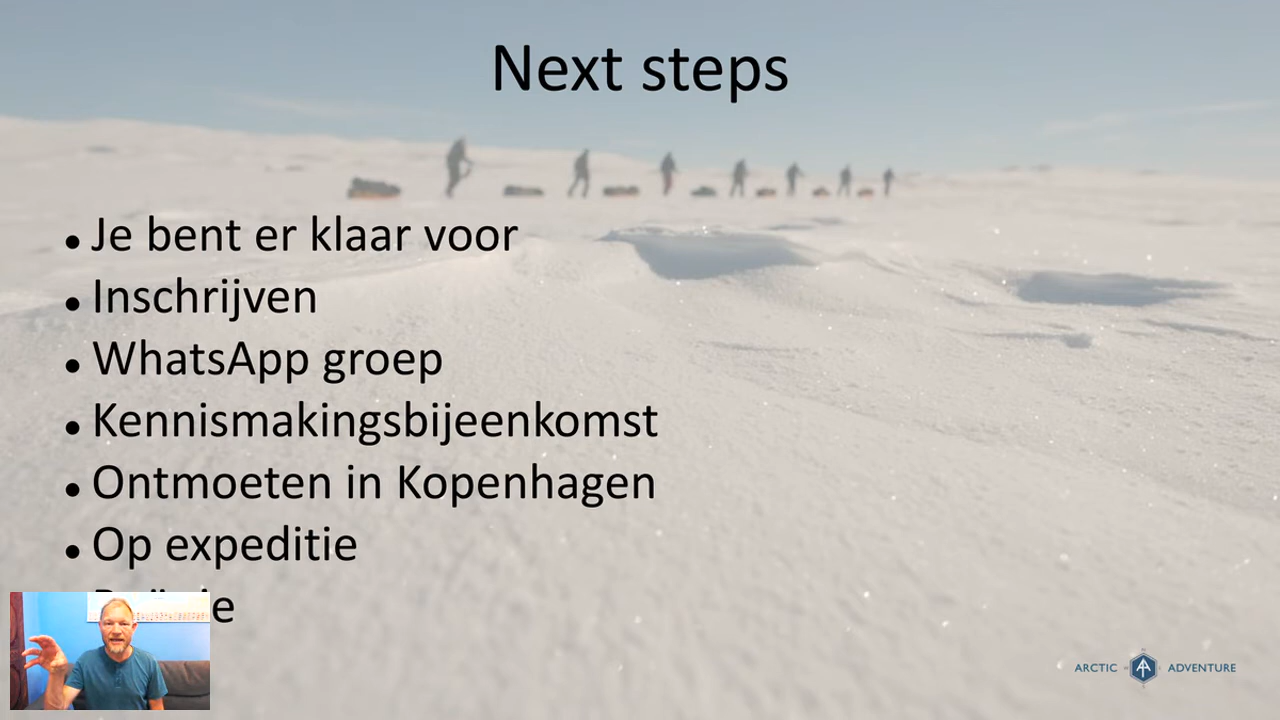 Next steps
Je bent er klaar voor
Inschrijven
WhatsApp groep
Kennismakingsbijeenkomst
Ontmoeten in Kopenhagen
Op expeditie
ARCTIC ADVENTURE